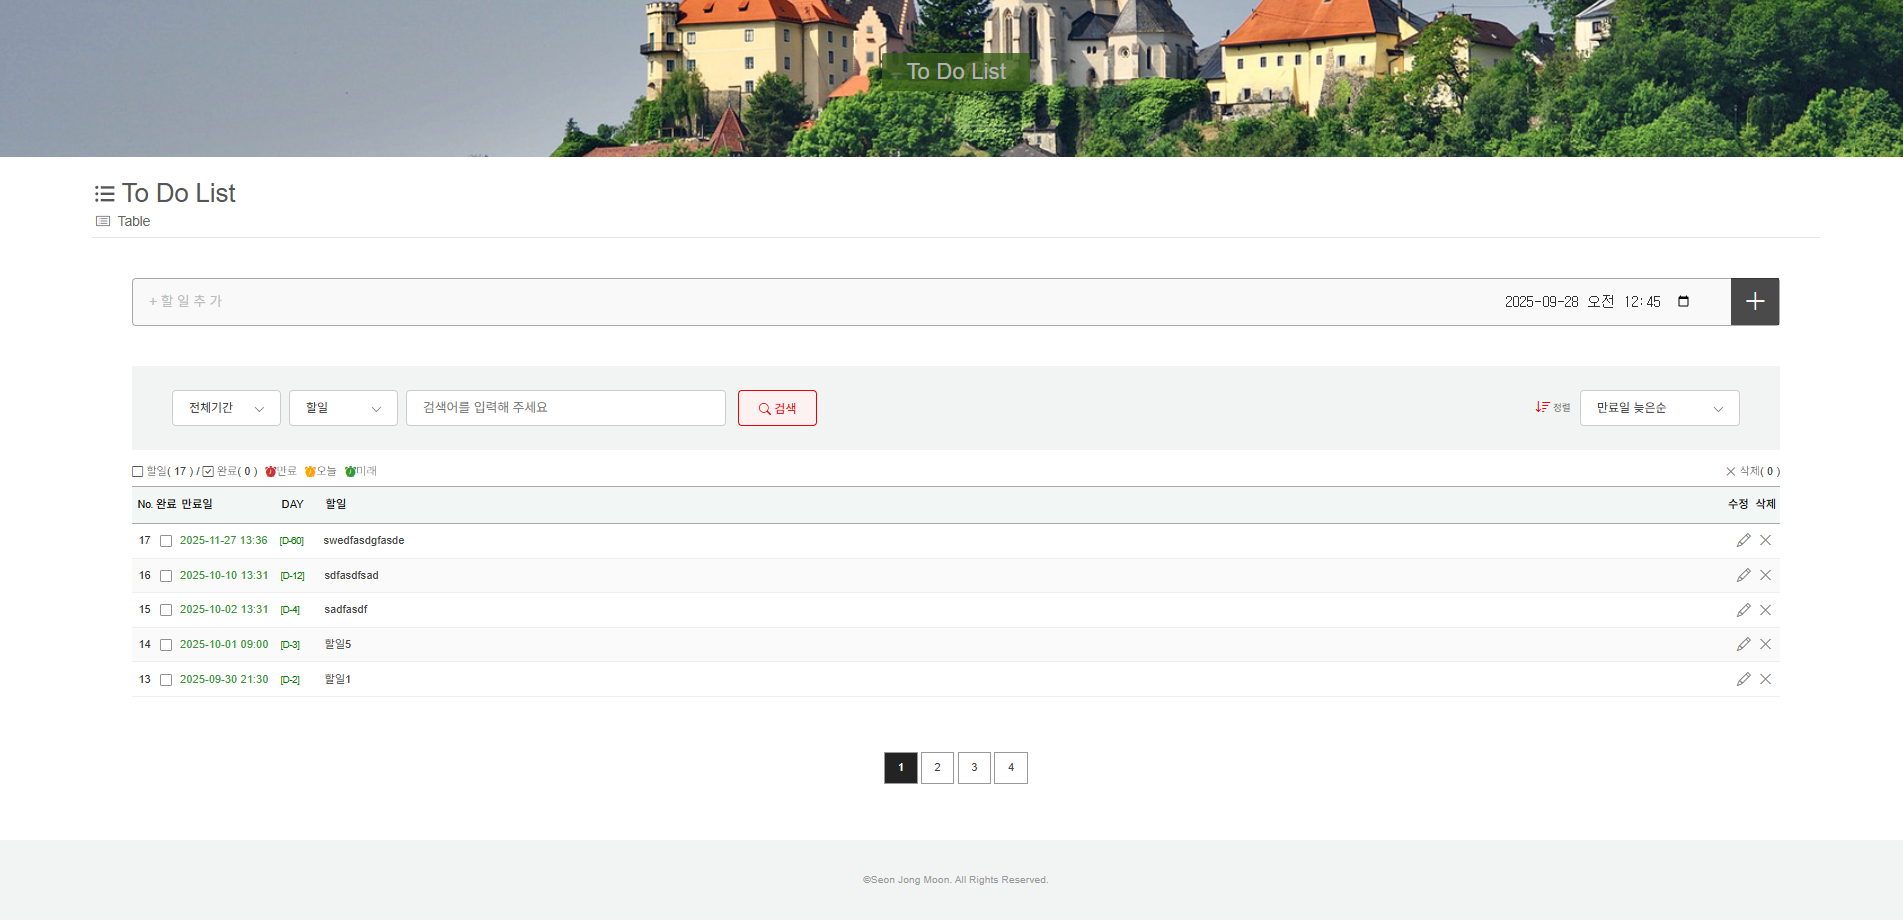 To Do List
To Do List
Table
+ 할 일 추 가
2025-09-28 오전 12:45
전체기간 할일 검색어를 입력해 주세요 검색 정렬 만료일 늦은순
할일( 17 ) / 완료( 0 ) 만료 오늘 미래 삭제( 0 )
No. 완료 만료일 DAY 할일 수정 삭제
17 2025-11-27 13:36 [D-60] swedfasdgfasde
16 2025-10-10 13:31 [D-12] sdfasdfsad
15 2025-10-02 13:31 [D-4] sadfasdf
14 2025-10-01 09:00 [D-3] 할일5
13 2025-09-30 21:30 [D-2] 할일1
1 2 3 4
©Seon Jong Moon. All Rights Reserved.